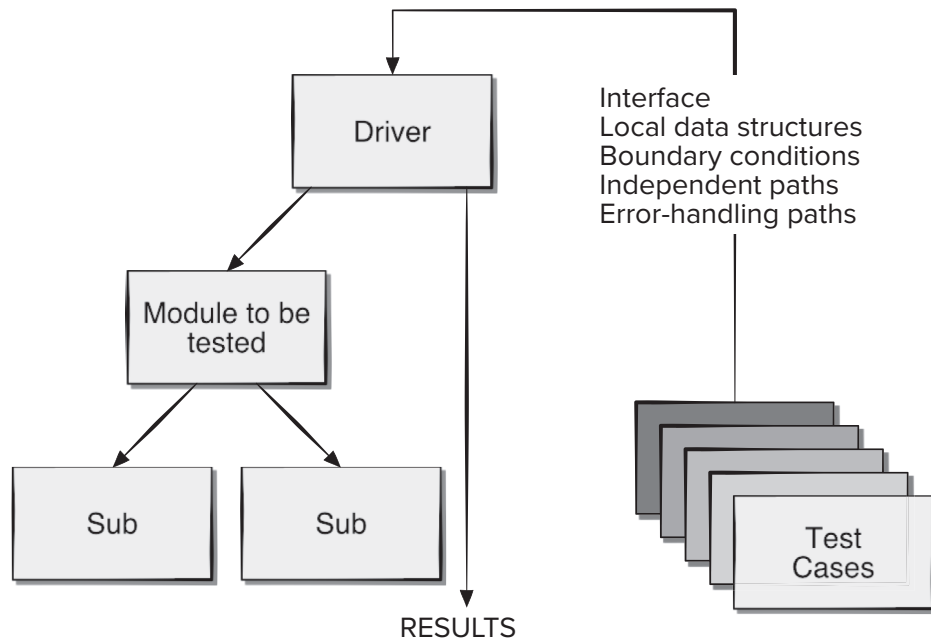 Driver
Interface
Local data structures
Boundary conditions
Independent paths
Error-handling paths
Module to be
tested
Sub
Sub
Test
Cases
RESULTS